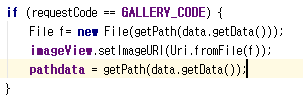 if (requestCode == GALLERY_CODE) {
File f= new File(getPath(data.getData()));
imageView.setImageURI(Uri.fromFile(f));
pathdata = getPath(data.getData());
}